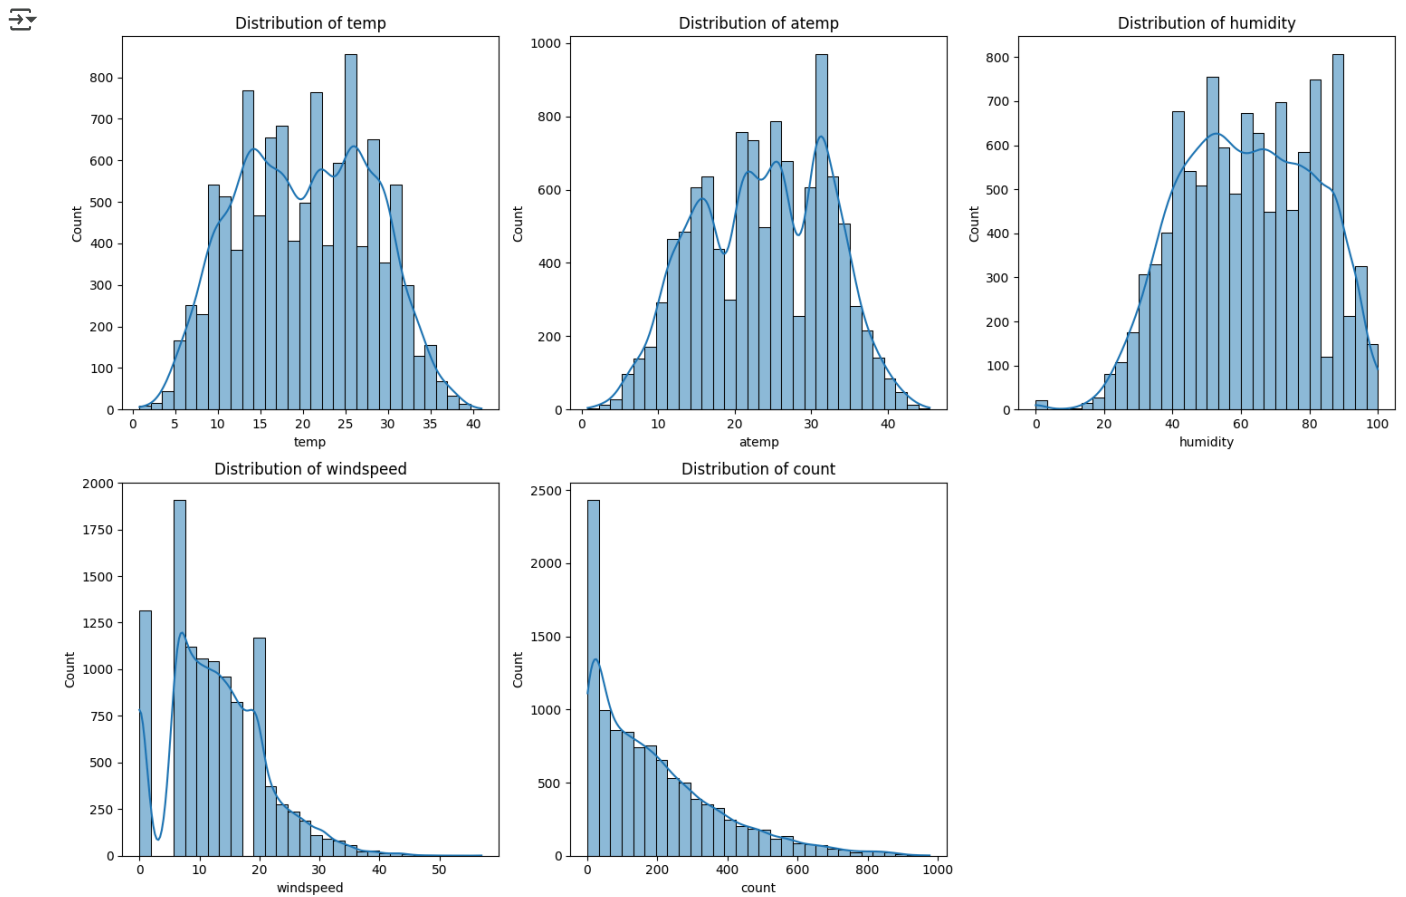 Distribution of temp
Count
0
100
200
300
400
500
600
700
800
0 5 10 15 20 25 30 35 40
temp
Distribution of atemp
Count
0
200
400
600
800
1000
0 10 20 30 40
atemp
Distribution of humidity
Count
0
100
200
300
400
500
600
700
800
0 20 40 60 80 100
humidity
Distribution of windspeed
Count
0
250
500
750
1000
1250
1500
1750
2000
0 10 20 30 40 50
windspeed
Distribution of count
Count
0
500
1000
1500
2000
2500
0 200 400 600 800 1000
count